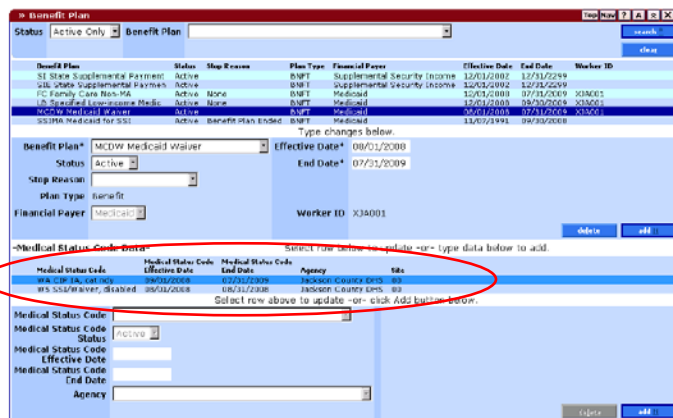 » Benefit Plan Top Nav ? A X
Status Active Only Benefit Plan search
clear
Benefit Plan Status Stop Reason Plan Type Financial Payer Effective Date End Date Worker ID
SI State Supplemental Payment Active BNFT Supplemental Security Income 12/01/2002 12/31/2299
SIE State Supplemental Paymen Active BNFT Supplemental Security Income 12/01/2002 12/31/2299
FC Family Care Non-MA Active None BNFT Medicaid 12/01/2008 07/31/2009 XJA001
LB Specified Low-income Medic Active None BNFT Medicaid 12/01/2008 09/30/2009 XJA001
MCDW Medicaid Waiver Active BNFT Medicaid 08/01/2008 07/31/2009 XJA001
SSIMA Medicaid for SSI Active Benefit Plan Ended BNFT Medicaid 11/07/1991 09/30/2008
Type changes below.
Benefit Plan* MCDW Medicaid Waiver Effective Date* 08/01/2008
Status Active End Date* 07/31/2009
Stop Reason
Plan Type Benefit
Financial Payer Medicaid Worker ID XJA001
delete add
-Medical Status Code Data- Select row below to update -or- type data below to add.
Medical Status Code Medical Status Code Effective Date Medical Status Code End Date Agency Site
WA CIP IA, cat ndy 09/01/2008 07/31/2009 Jackson County DHS 03
WS SSI/Waiver, disabled 08/01/2008 08/31/2008 Jackson County DHS 03
Select row above to update -or- click Add button below.
Medical Status Code
Medical Status Code
Status Active
Medical Status Code
Effective Date
Medical Status Code
End Date
Agency
delete add